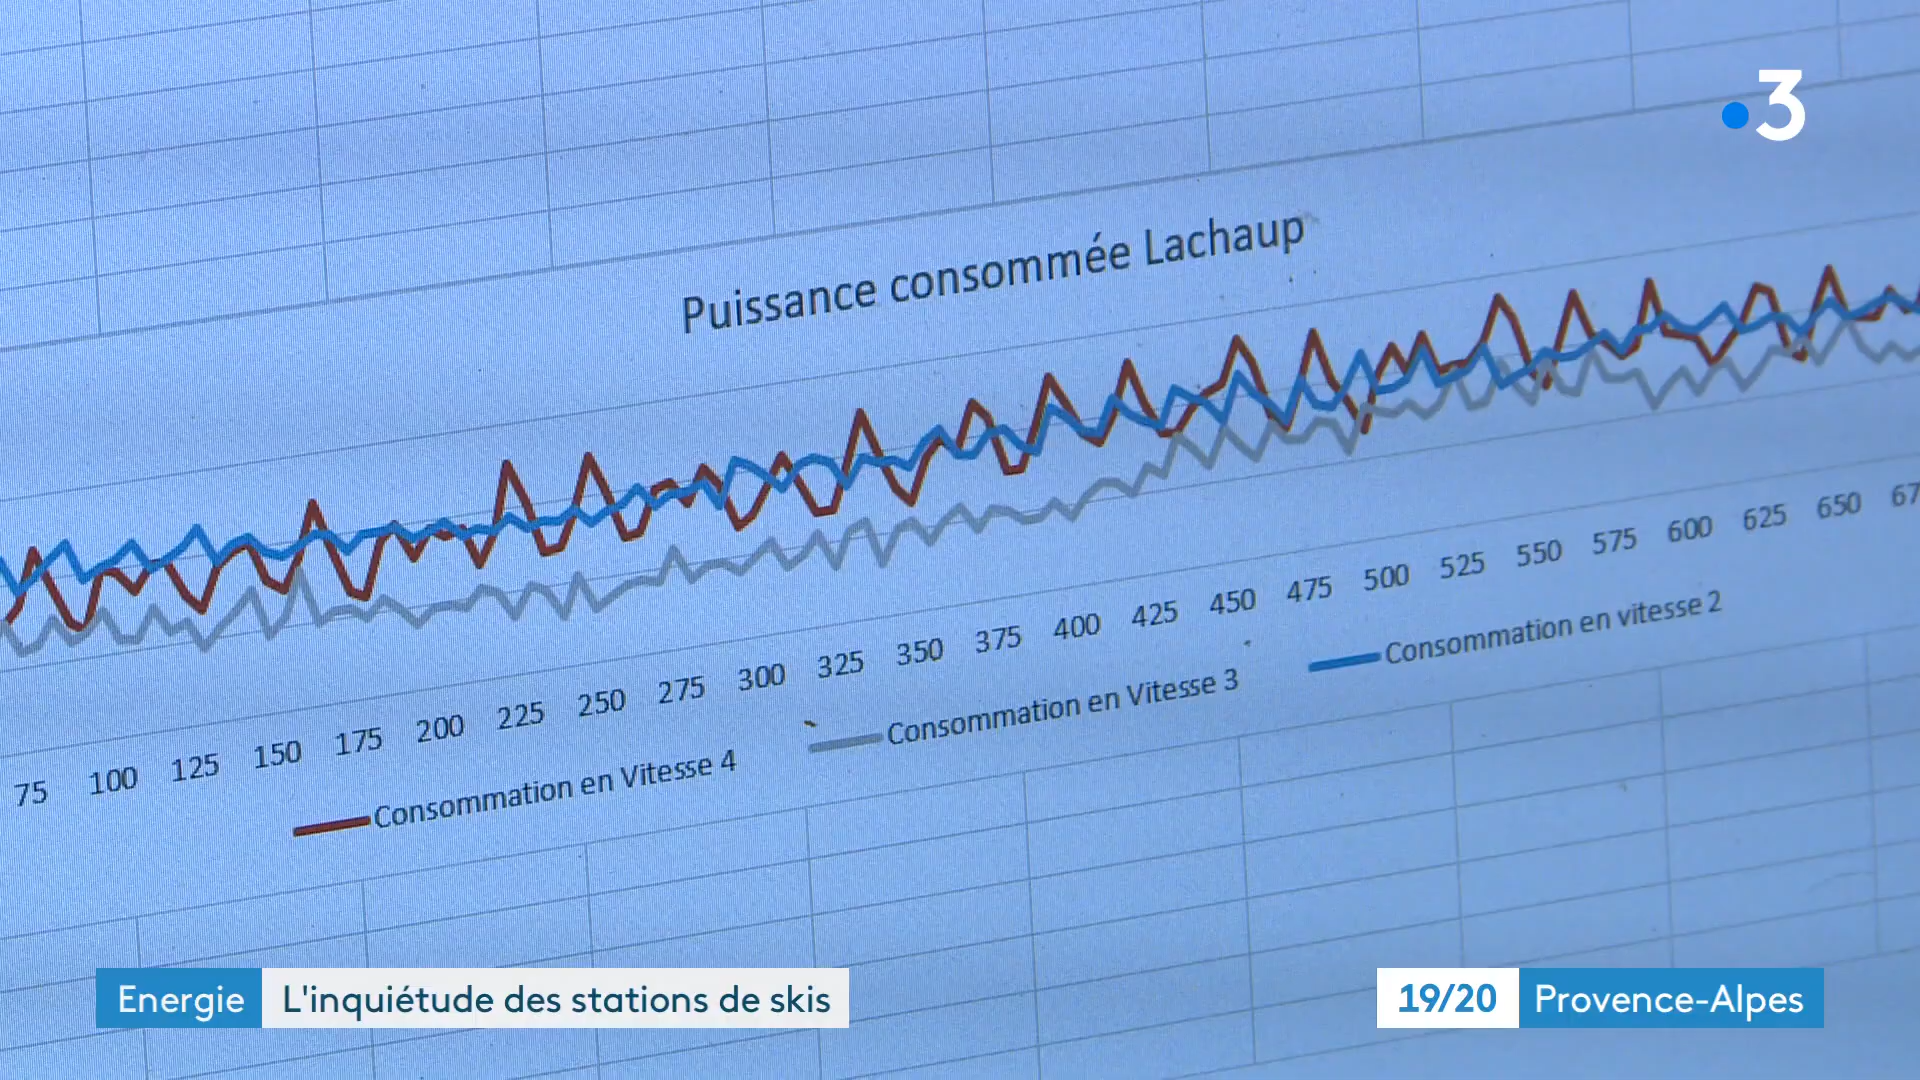 3
Puissance consommée Lachaup
75 100 125 150 175 200 225 250 275 300 325 350 375 400 425 450 475 500 525 550 575 600 625 650
Consommation en Vitesse 4 Consommation en Vitesse 3 Consommation en vitesse 2
Energie L'inquiétude des stations de skis
19/20 Provence-Alpes